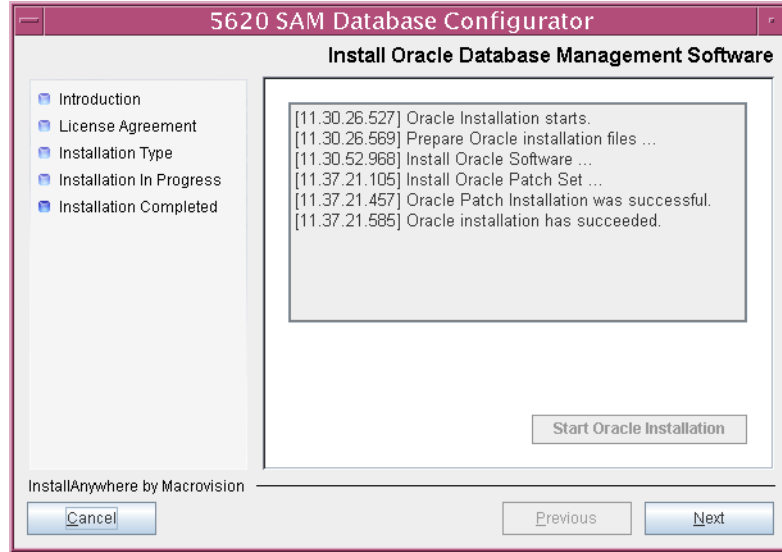 5620 SAM Database Configurator
Install Oracle Database Management Software
Introduction
License Agreement
Installation Type
Installation In Progress
Installation Completed
[11.30.26.527] Oracle Installation starts.
[11.30.26.569] Prepare Oracle installation files ...
[11.30.52.968] Install Oracle Software ...
[11.37.21.105] Install Oracle Patch Set ...
[11.37.21.457] Oracle Patch Installation was successful.
[11.37.21.585] Oracle installation has succeeded.
Start Oracle Installation
InstallAnywhere by Macrovision
Cancel
Previous
Next